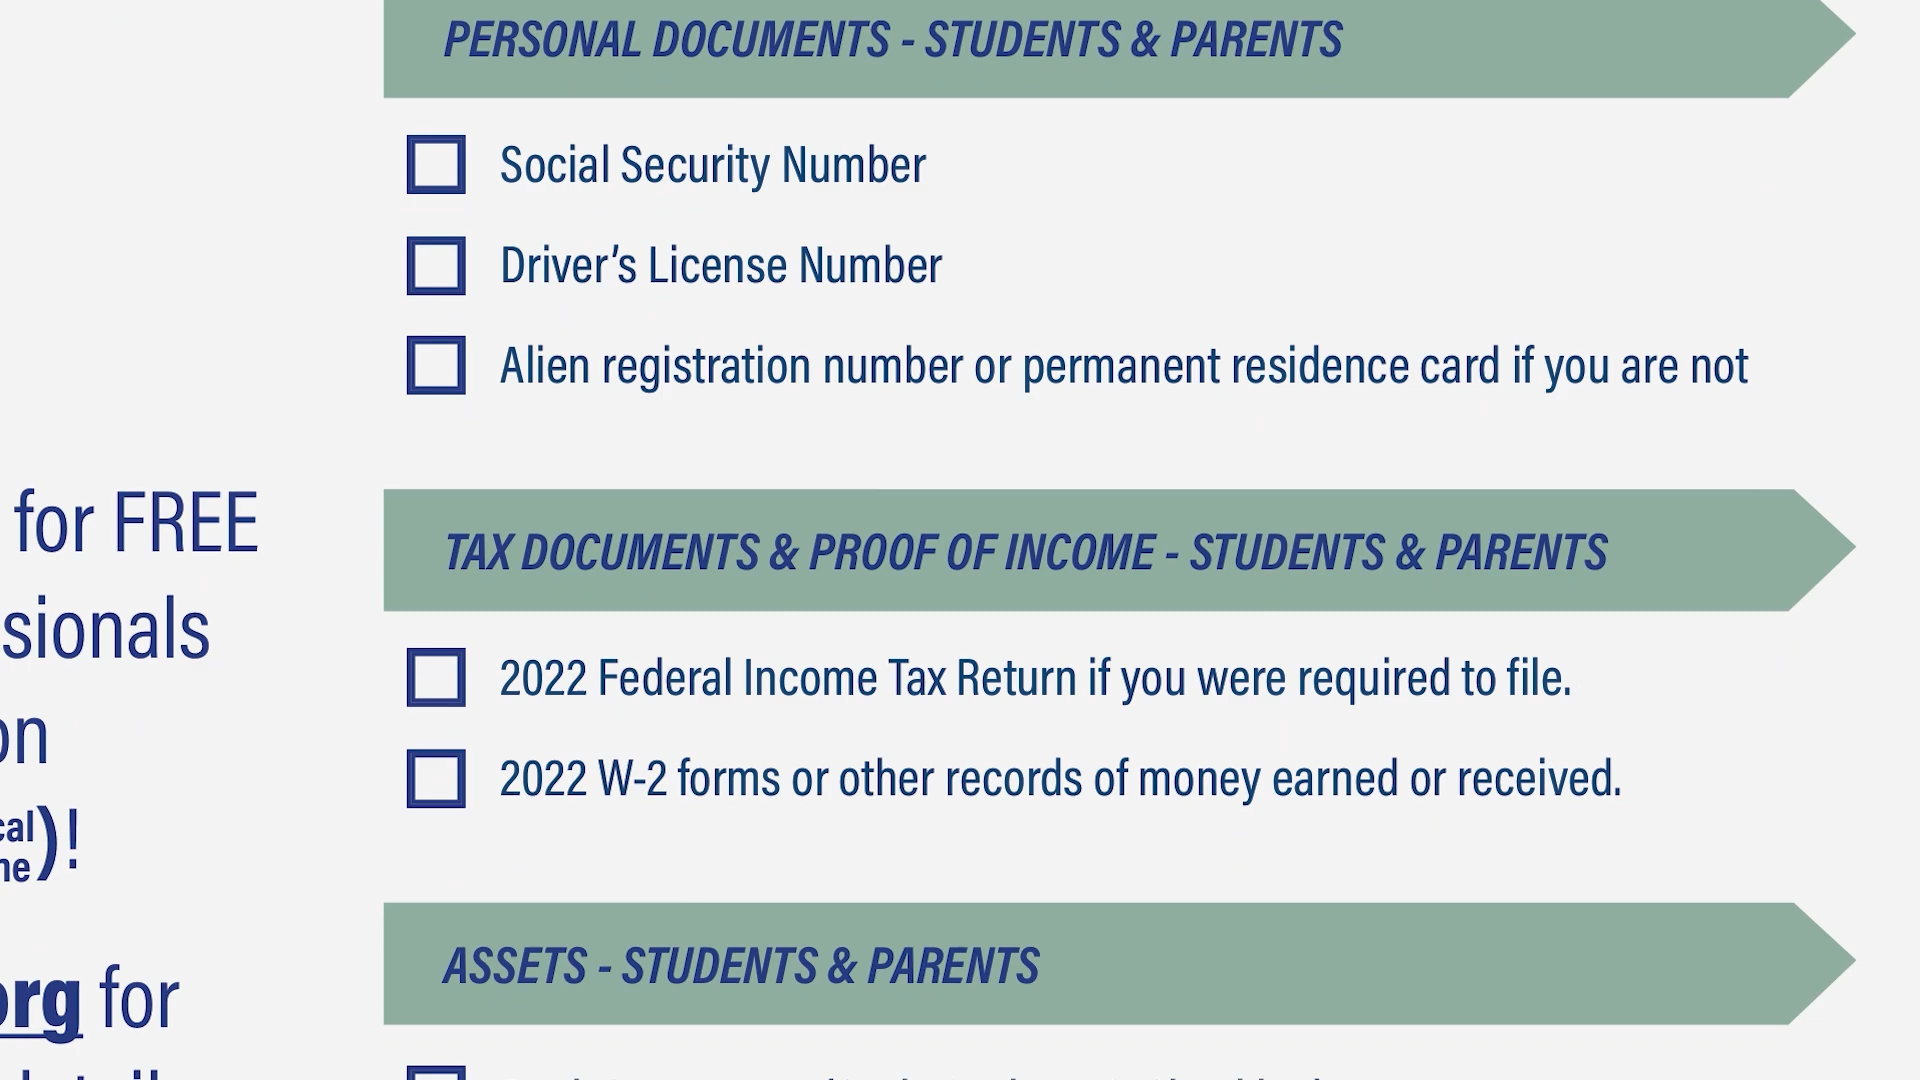 PERSONAL DOCUMENTS - STUDENTS & PARENTS
Social Security Number
Driver's License Number
Alien registration number or permanent residence card if you are not
for FREE
sionals
on
cal
ne)!
org for
TAX DOCUMENTS & PROOF OF INCOME - STUDENTS & PARENTS
2022 Federal Income Tax Return if you were required to file.
2022 W-2 forms or other records of money earned or received.
ASSETS - STUDENTS & PARENTS